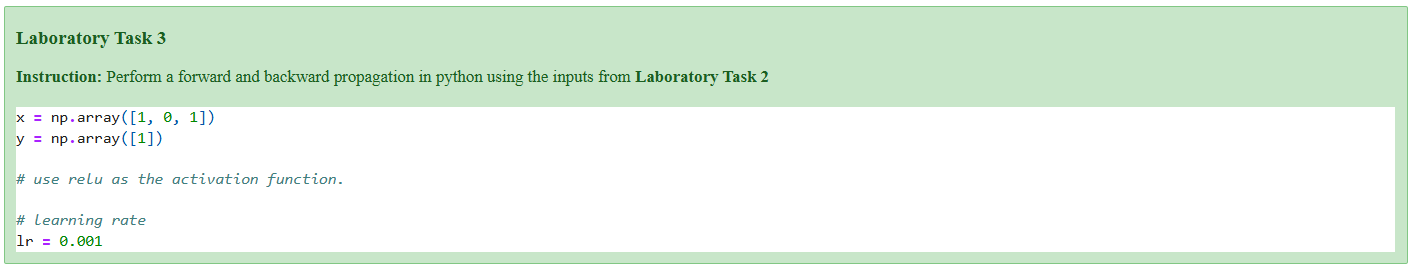 Laboratory Task 3
Instruction: Perform a forward and backward propagation in python using the inputs from Laboratory Task 2
x = np.array([1, 0, 1])
y = np.array([1])
# use relu as the activation function.
# learning rate
lr = 0.001